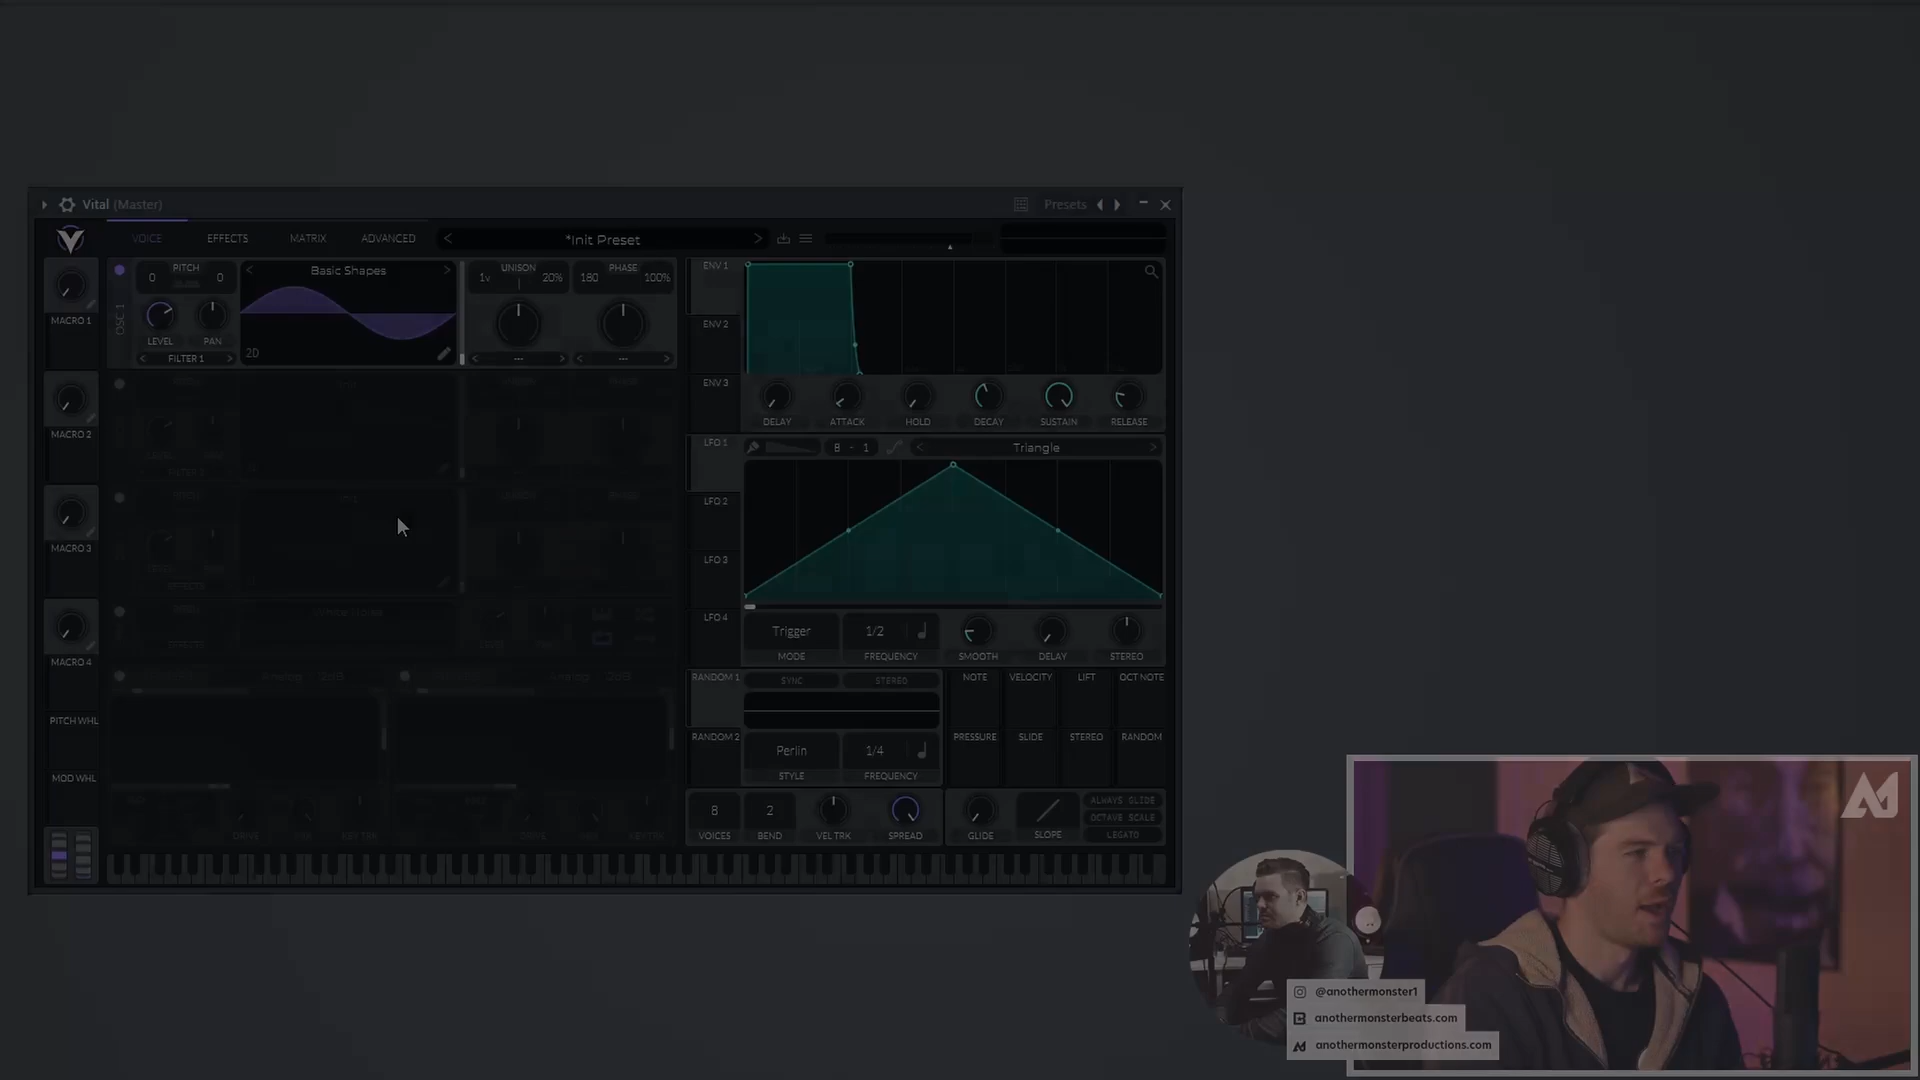 Vital (Master)
Presets
VOICE
EFFECTS
MATRIX
ADVANCED
*Init Preset
MACRO 1
MACRO 2
MACRO 3
MACRO 4
PITCH WHL
MOD WHL
OSC 1
PITCH
0
0
LEVEL
PAN
FILTER 1
Basic Shapes
2D
UNISON
1v
20%
---
PHASE
180
100%
---
White Noise
ENV 1
ENV 2
ENV 3
DELAY
ATTACK
HOLD
DECAY
SUSTAIN
RELEASE
LFO 1
LFO 2
LFO 3
LFO 4
8 - 1
Triangle
Trigger
MODE
1/2
FREQUENCY
SMOOTH
DELAY
STEREO
RANDOM 1
RANDOM 2
SYNC
STEREO
Perlin
STYLE
1/4
FREQUENCY
NOTE
VELOCITY
LIFT
OCT NOTE
PRESSURE
SLIDE
STEREO
RANDOM
8
VOICES
2
BEND
VEL TRK
SPREAD
GLIDE
SLOPE
ALWAYS GLIDE
OCTAVE SCALE
LEGATO
@anothermonster1
anothermonsterbeats.com
anothermonsterproductions.com